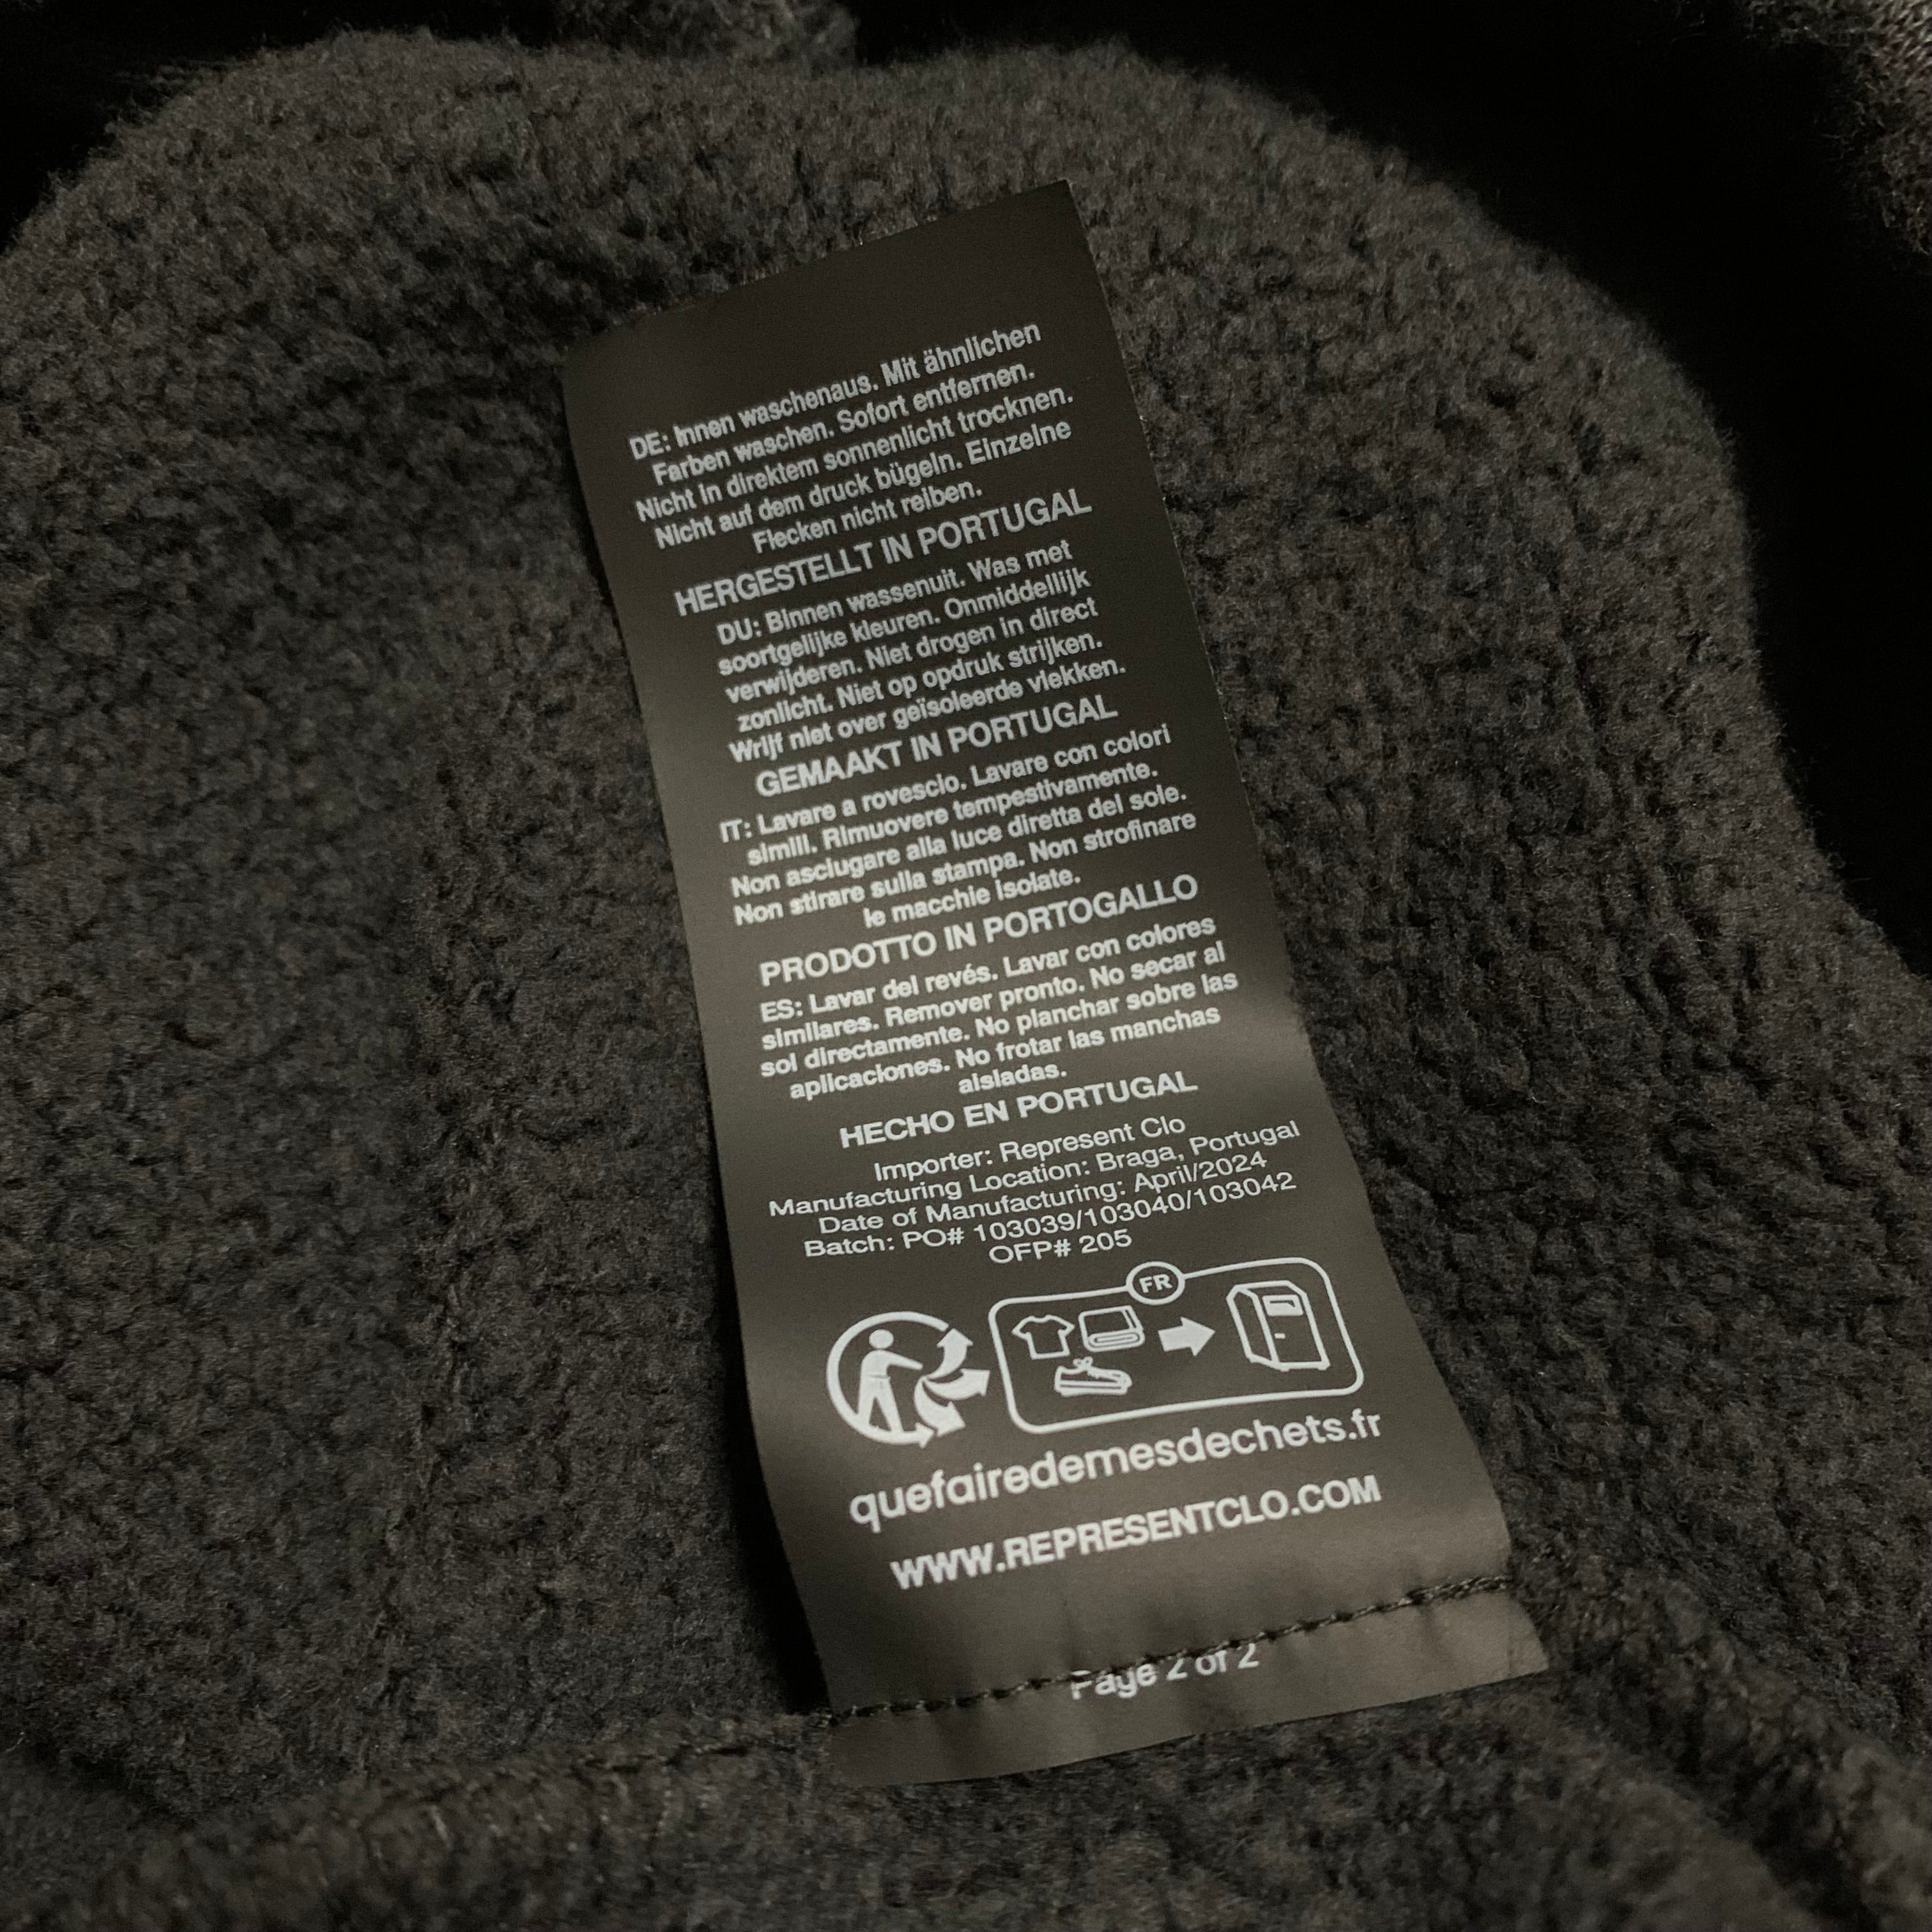 DE: Innen waschenaus. Mit ähnlichen
Farben waschen. Sofort entfernen.
Nicht in direktem sonnenlicht trocknen.
Nicht auf dem druck bügeln. Einzelne
Flecken nicht reiben.
HERGESTELLT IN PORTUGAL
DU: Binnen wassenuit. Was met
soortgelijke kleuren. Onmiddellijk
verwijderen. Niet drogen in direct
zonlicht. Niet op opdruk strijken.
Wrijf niet over geïsoleerde vlekken.
GEMAAKT IN PORTUGAL
IT: Lavare a rovescio. Lavare con colori
simili. Rimuovere tempestivamente.
Non asciugare alla luce diretta del sole.
Non stirare sulla stampa. Non strofinare
le macchie isolate.
PRODOTTO IN PORTOGALLO
ES: Lavar del revés. Lavar con colores
similares. Remover pronto. No secar al
sol directamente. No planchar sobre las
aplicaciones. No frotar las manchas
aisladas.
HECHO EN PORTUGAL
Importer: Represent Clo
Manufacturing Location: Braga, Portugal
Date of Manufacturing: April/2024
Batch: PO# 103039/103040/103042
OFP# 205
FR
quefairedemesdechets.fr
WWW.REPRESENTCLO.COM
Page 2 of 2